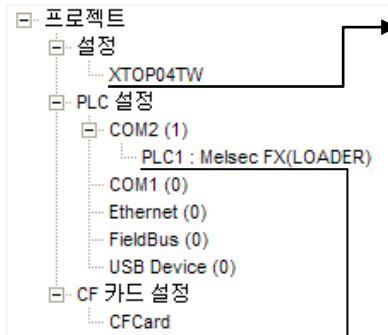 프로젝트
설정
XTOP04TW
PLC 설정
COM2 (1)
PLC1 : Melsec FX(LOADER)
COM1 (0)
Ethernet (0)
FieldBus (0)
USB Device (0)
CF 카드 설정
CFCard